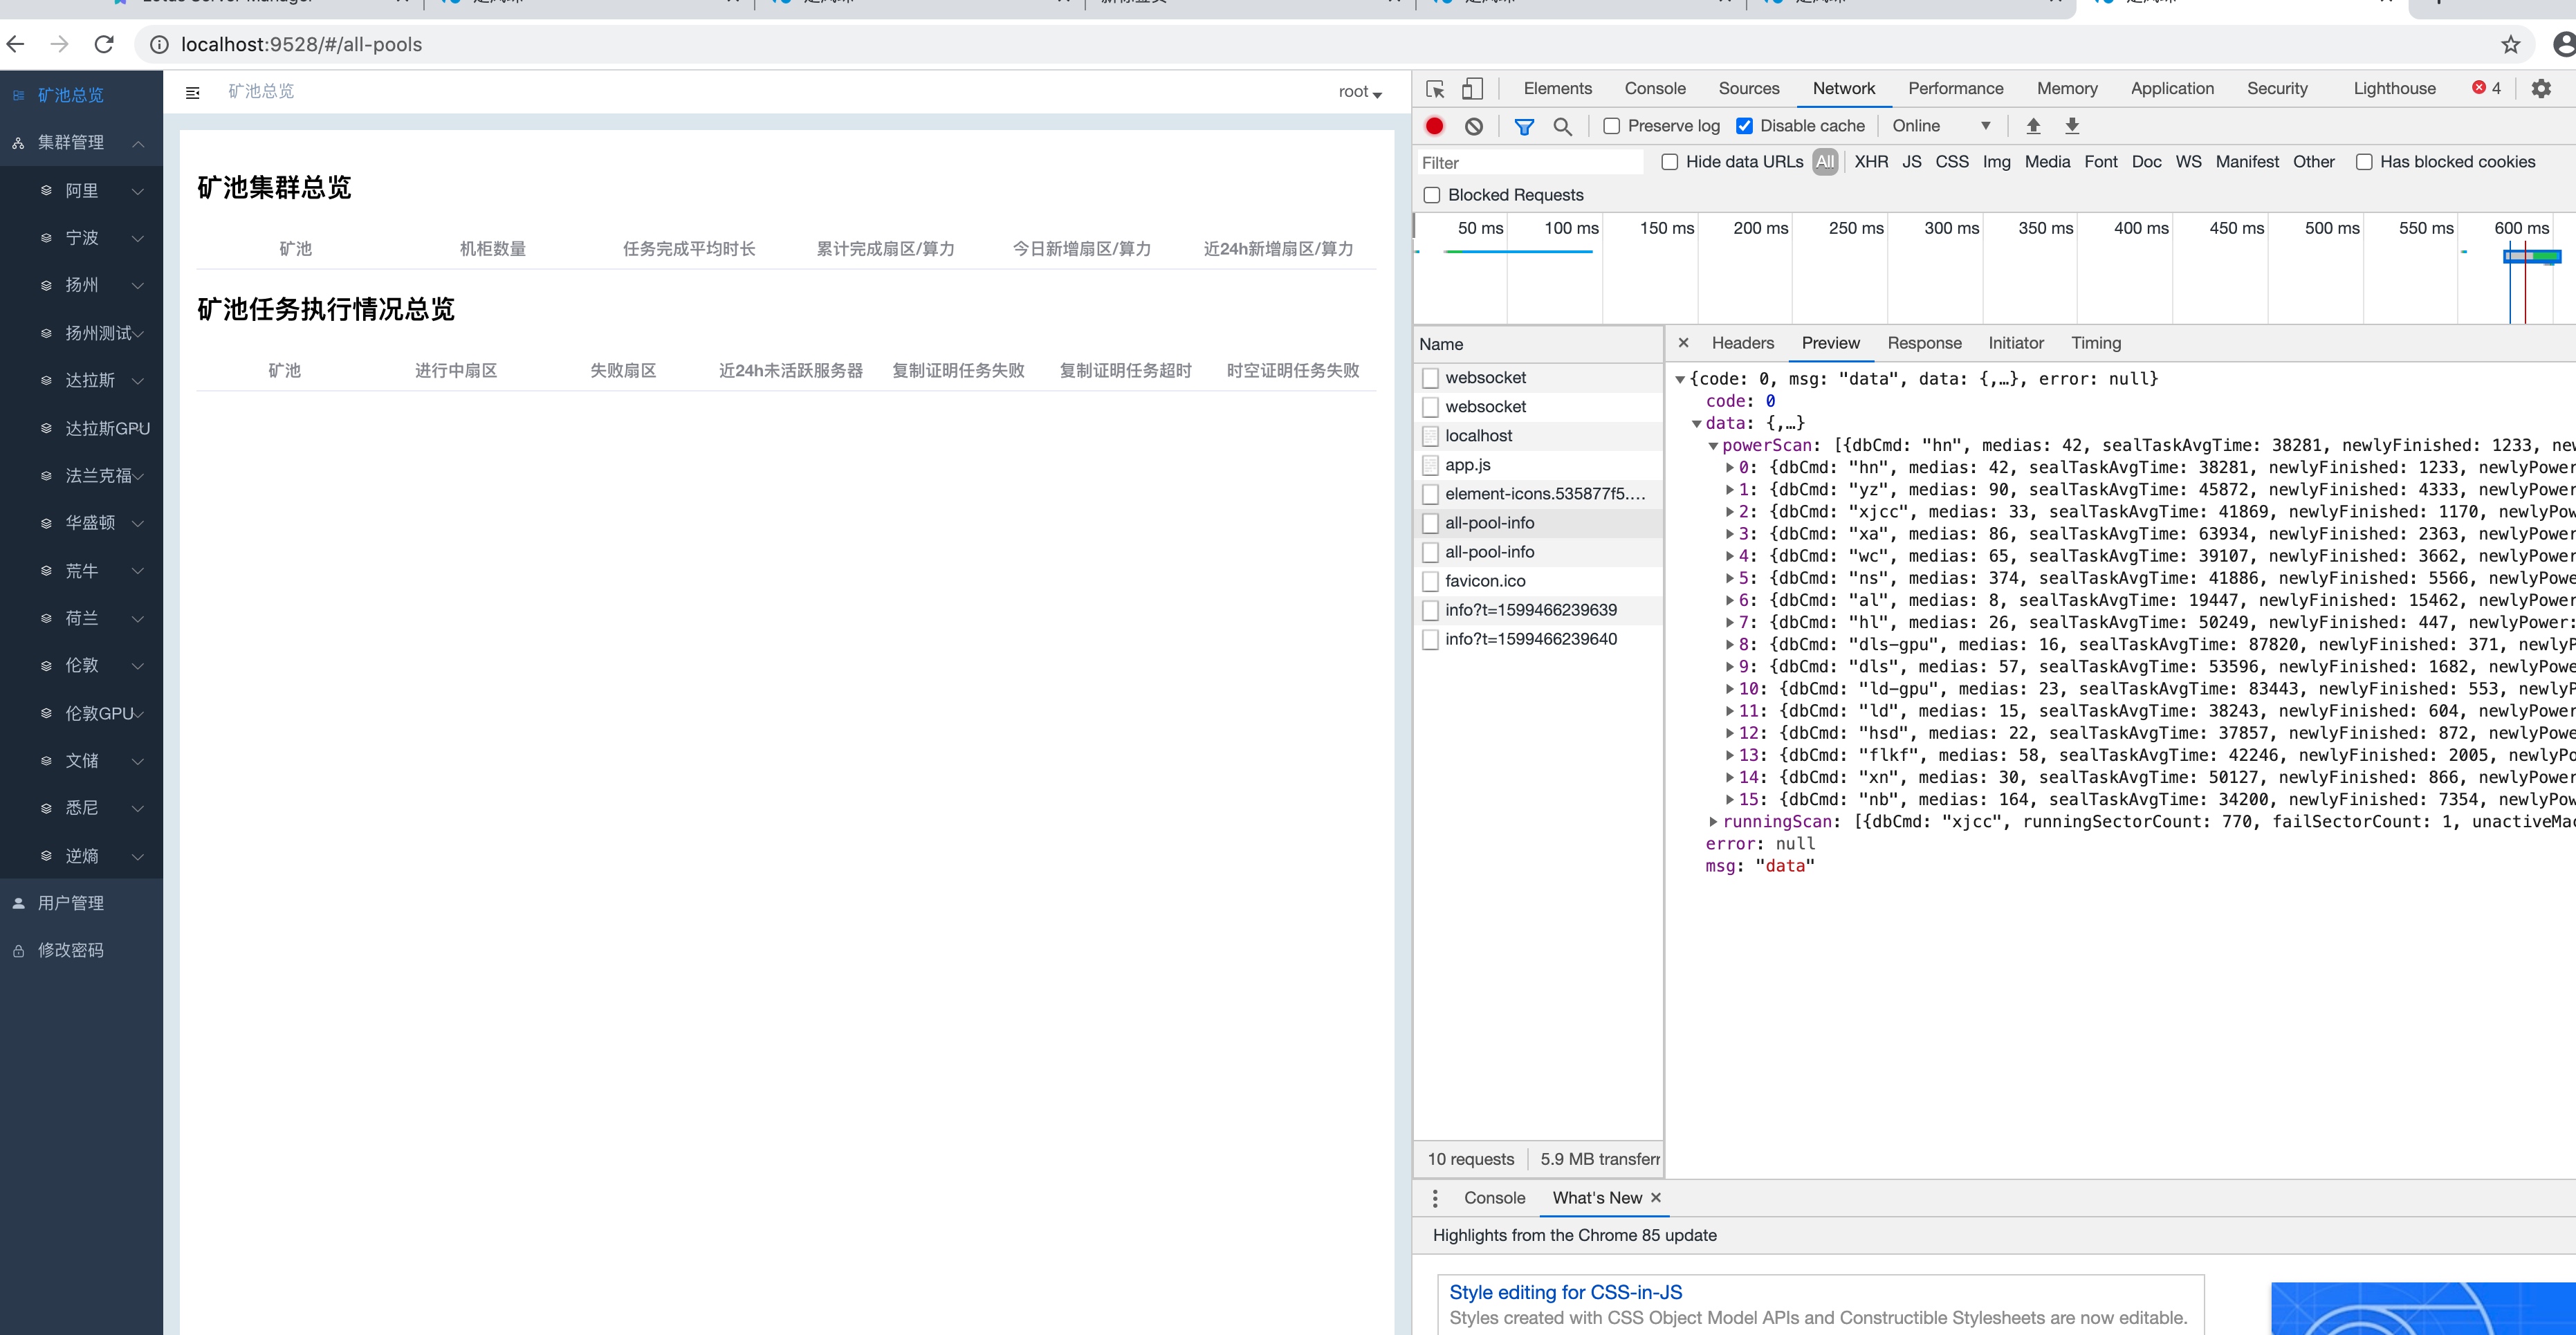 localhost:9528/#/all-pools
矿池总览
集群管理
阿里
宁波
扬州
扬州测试
达拉斯
达拉斯GPU
法兰克福
华盛顿
荒牛
荷兰
伦敦
伦敦GPU
文储
悉尼
逆熵
用户管理
修改密码
矿池总览
root
矿池集群总览
矿池 机柜数量 任务完成平均时长 累计完成扇区/算力 今日新增扇区/算力 近24h新增扇区/算力
矿池任务执行情况总览
矿池 进行中扇区 失败扇区 近24h未活跃服务器 复制证明任务失败 复制证明任务超时 时空证明任务失败
Elements Console Sources Network Performance Memory Application Security Lighthouse 4
Preserve log Disable cache Online
Filter Hide data URLs All XHR JS CSS Img Media Font Doc WS Manifest Other Has blocked cookies
Blocked Requests
50 ms 100 ms 150 ms 200 ms 250 ms 300 ms 350 ms 400 ms 450 ms 500 ms 550 ms 600 ms
Name
websocket
websocket
localhost
app.js
element-icons.535877f5....
all-pool-info
all-pool-info
favicon.ico
info?t=1599466239639
info?t=1599466239640
10 requests 5.9 MB transferr
Headers Preview Response Initiator Timing
{code: 0, msg: "data", data: {,…}, error: null}
code: 0
data: {,…}
powerScan: [{dbCmd: "hn", medias: 42, sealTaskAvgTime: 38281, newlyFinished: 1233, ne
0: {dbCmd: "hn", medias: 42, sealTaskAvgTime: 38281, newlyFinished: 1233, newlyPower
1: {dbCmd: "yz", medias: 90, sealTaskAvgTime: 45872, newlyFinished: 4333, newlyPower
2: {dbCmd: "xjcc", medias: 33, sealTaskAvgTime: 41869, newlyFinished: 1170, newlyPow
3: {dbCmd: "xa", medias: 86, sealTaskAvgTime: 63934, newlyFinished: 2363, newlyPower
4: {dbCmd: "wc", medias: 65, sealTaskAvgTime: 39107, newlyFinished: 3662, newlyPower
5: {dbCmd: "ns", medias: 374, sealTaskAvgTime: 41886, newlyFinished: 5566, newlyPowe
6: {dbCmd: "al", medias: 8, sealTaskAvgTime: 19447, newlyFinished: 15462, newlyPower
7: {dbCmd: "hl", medias: 26, sealTaskAvgTime: 50249, newlyFinished: 447, newlyPower:
8: {dbCmd: "dls-gpu", medias: 16, sealTaskAvgTime: 87820, newlyFinished: 371, newlyP
9: {dbCmd: "dls", medias: 57, sealTaskAvgTime: 53596, newlyFinished: 1682, newlyPowe
10: {dbCmd: "ld-gpu", medias: 23, sealTaskAvgTime: 83443, newlyFinished: 553, newlyP
11: {dbCmd: "ld", medias: 15, sealTaskAvgTime: 38243, newlyFinished: 604, newlyPower
12: {dbCmd: "hsd", medias: 22, sealTaskAvgTime: 37857, newlyFinished: 872, newlyPowe
13: {dbCmd: "flkf", medias: 58, sealTaskAvgTime: 42246, newlyFinished: 2005, newlyPo
14: {dbCmd: "xn", medias: 30, sealTaskAvgTime: 50127, newlyFinished: 866, newlyPower
15: {dbCmd: "nb", medias: 164, sealTaskAvgTime: 34200, newlyFinished: 7354, newlyPow
runningScan: [{dbCmd: "xjcc", runningSectorCount: 770, failSectorCount: 1, unactiveMac
error: null
msg: "data"
Console What's New
Highlights from the Chrome 85 update
Style editing for CSS-in-JS
Styles created with CSS Object Model APIs and Constructible Stylesheets are now editable.